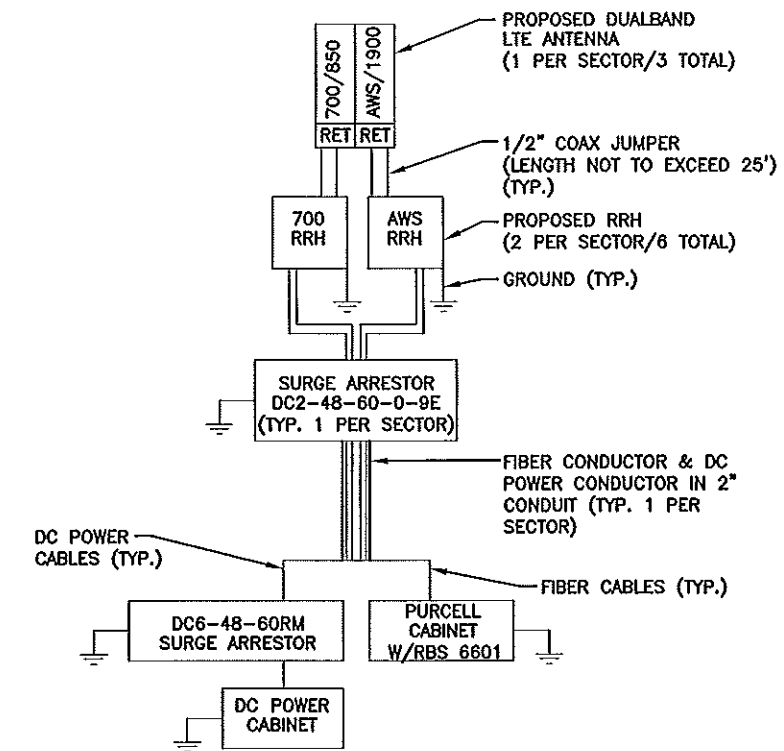 PROPOSED DUALBAND
LTE ANTENNA
(1 PER SECTOR/3 TOTAL)
700/850
AWS/1900
RET RET
1/2" COAX JUMPER
(LENGTH NOT TO EXCEED 25')
(TYP.)
700
RRH
AWS
RRH
PROPOSED RRH
(2 PER SECTOR/6 TOTAL)
GROUND (TYP.)
SURGE ARRESTOR
DC2-48-60-0-9E
(TYP. 1 PER SECTOR)
FIBER CONDUCTOR & DC
POWER CONDUCTOR IN 2"
CONDUIT (TYP. 1 PER
SECTOR)
DC POWER
CABLES (TYP.)
FIBER CABLES (TYP.)
DC6-48-60RM
SURGE ARRESTOR
PURCELL
CABINET
W/RBS 6601
DC POWER
CABINET